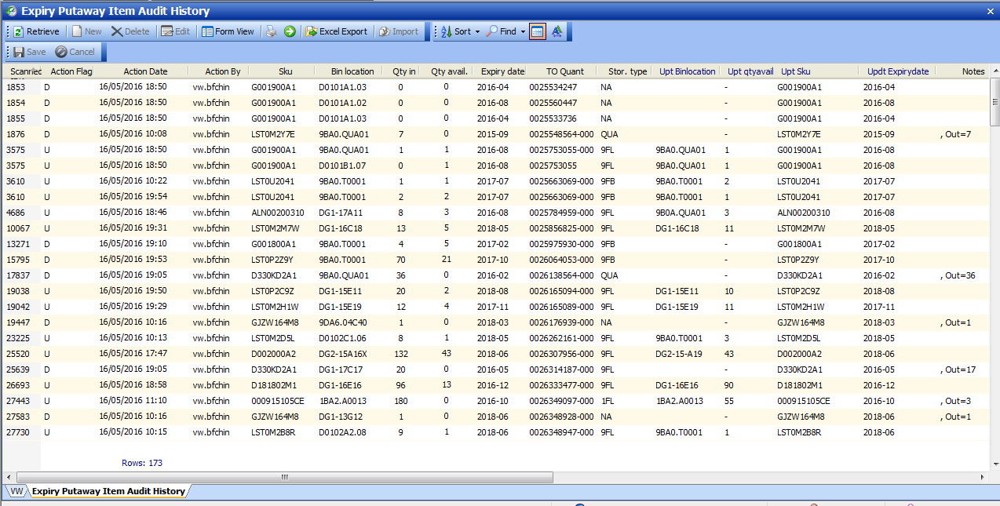 Expiry Putaway Item Audit History
Retrieve New Delete Edit Form View Excel Export Import Sort Find
Save Cancel
Scanned Action Flag Action Date Action By Sku Bin location Qty in Qty avail. Expiry date TO Quant Stor. type Upt Binlocation Upt qtyavail Upt Sku Updt Expirydate Notes
1853 D 16/05/2016 18:50 vw.bfchin G001900A1 D0101A1.03 0 0 2016-04 0025534247 NA - G001900A1 2016-04
1854 D 16/05/2016 18:50 vw.bfchin G001900A1 D0101A1.02 0 0 2016-08 0025560447 NA - G001900A1 2016-08
1855 D 16/05/2016 18:50 vw.bfchin G001900A1 D0101A1.03 0 0 2016-04 0025533736 NA - G001900A1 2016-04
1876 D 16/05/2016 10:08 vw.bfchin LST0M2Y7E 9BA0.QUA01 7 0 2015-09 0025548564-000 QUA - LST0M2Y7E 2015-09 , Out=7
3575 U 16/05/2016 18:50 vw.bfchin G001900A1 9BA0.QUA01 1 1 2016-08 0025753055-000 9FL 9BA0.QUA01 1 G001900A1 2016-08
3575 U 16/05/2016 18:50 vw.bfchin G001900A1 D0101B1.07 0 1 2016-08 0025753055 9FL 9BA0.QUA01 1 G001900A1 2016-08
3610 U 16/05/2016 10:22 vw.bfchin LST0U2041 9BA0.T0001 1 1 2017-07 0025663069-000 9FB 9BA0.T0001 2 LST0U2041 2017-07
3610 U 16/05/2016 19:54 vw.bfchin LST0U2041 9BA0.T0001 2 2 2017-07 0025663069-000 9FB 9BA0.T0001 1 LST0U2041 2017-07
4686 U 16/05/2016 18:46 vw.bfchin ALN00200310 DG1-17A11 8 3 2016-08 0025784959-000 9FL 9B0A.QUA01 3 ALN00200310 2016-08
10067 U 16/05/2016 19:31 vw.bfchin LST0M2M7W DG1-16C18 13 5 2018-05 0025856825-000 9FL DG1-16C18 11 LST0M2M7W 2018-05
13271 D 16/05/2016 19:10 vw.bfchin G001800A1 9BA0.T0001 4 5 2017-02 0025975930-000 9FB - G001800A1 2017-02
15795 D 16/05/2016 19:53 vw.bfchin LST0P2Z9Y 9BA0.T0001 70 21 2017-10 0026064053-000 9FB - LST0P2Z9Y 2017-10
17837 D 16/05/2016 19:05 vw.bfchin D330KD2A1 9BA0.QUA01 36 0 2016-02 0026138564-000 QUA - D330KD2A1 2016-02 , Out=36
19038 U 16/05/2016 19:50 vw.bfchin LST0P2C9Z DG1-15E11 20 2 2018-08 0026165094-000 9FL DG1-15E11 10 LST0P2C9Z 2018-08
19042 U 16/05/2016 19:29 vw.bfchin LST0M2H1W DG1-15E19 12 4 2017-11 0026165089-000 9FL DG1-15E19 11 LST0M2H1W 2017-11
19447 D 16/05/2016 10:16 vw.bfchin GJZW164M8 9DA6.04C40 1 0 2018-03 0026176939-000 NA - GJZW164M8 2018-03 , Out=1
23225 U 16/05/2016 10:13 vw.bfchin LST0M2D5L D0102C1.06 8 1 2018-05 0026262161-000 9FL 9BA0.T0001 3 LST0M2D5L 2018-05
25520 U 16/05/2016 17:47 vw.bfchin D002000A2 DG2-15A16X 132 43 2018-06 0026307956-000 9FL DG2-15-A19 43 D002000A2 2018-06
25639 D 16/05/2016 19:05 vw.bfchin D330KD2A1 DG1-17C17 20 0 2016-05 0026314187-000 9FL - D330KD2A1 2016-05 , Out=17
26693 U 16/05/2016 18:58 vw.bfchin D181802M1 DG1-16E16 96 13 2016-12 0026333477-000 9FL DG1-16E16 90 D181802M1 2016-12
27443 U 16/05/2016 11:10 vw.bfchin 000915105CE 1BA2.A0013 180 0 2016-10 0026349097-000 1FL 1BA2.A0013 55 000915105CE 2016-10 , Out=3
27583 D 16/05/2016 10:16 vw.bfchin GJZW164M8 DG1-13G12 1 0 2018-06 0026348928-000 NA - GJZW164M8 2018-06 , Out=1
27730 U 16/05/2016 10:15 vw.bfchin LST0M2B8R D0102A2.08 9 1 2018-06 0026348947-000 9FL 9BA0.T0001 1 LST0M2B8R 2018-06
Rows: 173
VW Expiry Putaway Item Audit History